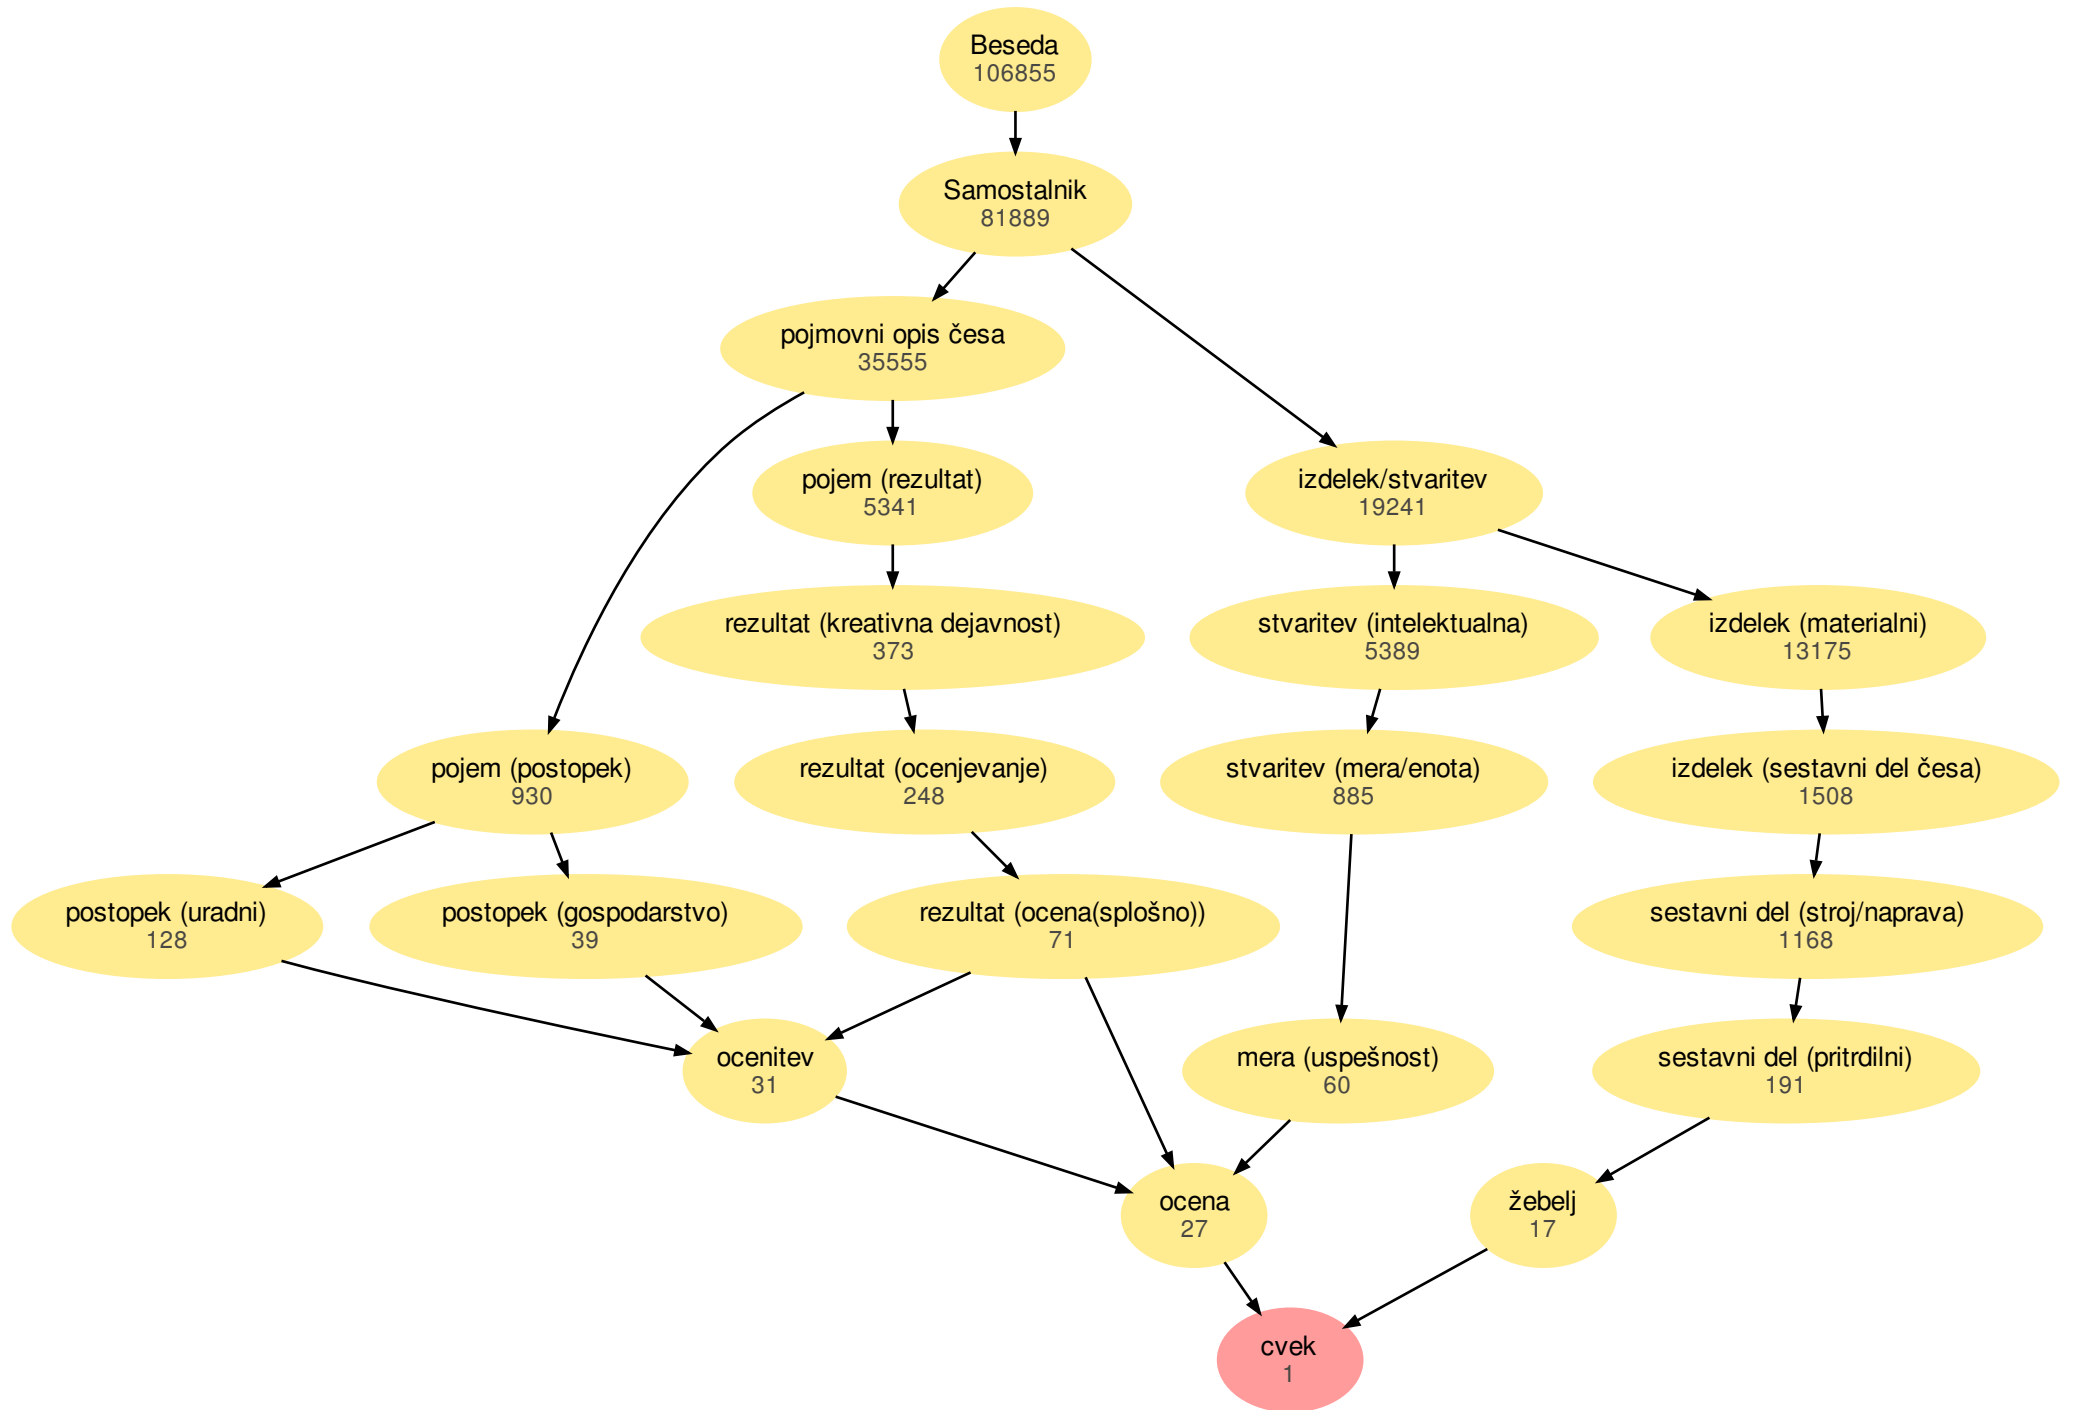 Beseda
106855
Samostalnik
81889
pojmovni opis česa
35555
pojem (rezultat)
5341
izdelek/stvaritev
19241
rezultat (kreativna dejavnost)
373
stvaritev (intelektualna)
5389
izdelek (materialni)
13175
pojem (postopek)
930
rezultat (ocenjevanje)
248
stvaritev (mera/enota)
885
izdelek (sestavni del česa)
1508
postopek (uradni)
128
postopek (gospodarstvo)
39
rezultat (ocena(splošno))
71
sestavni del (stroj/naprava)
1168
ocenitev
31
mera (uspešnost)
60
sestavni del (pritrdilni)
191
ocena
27
žebelj
17
cvek
1